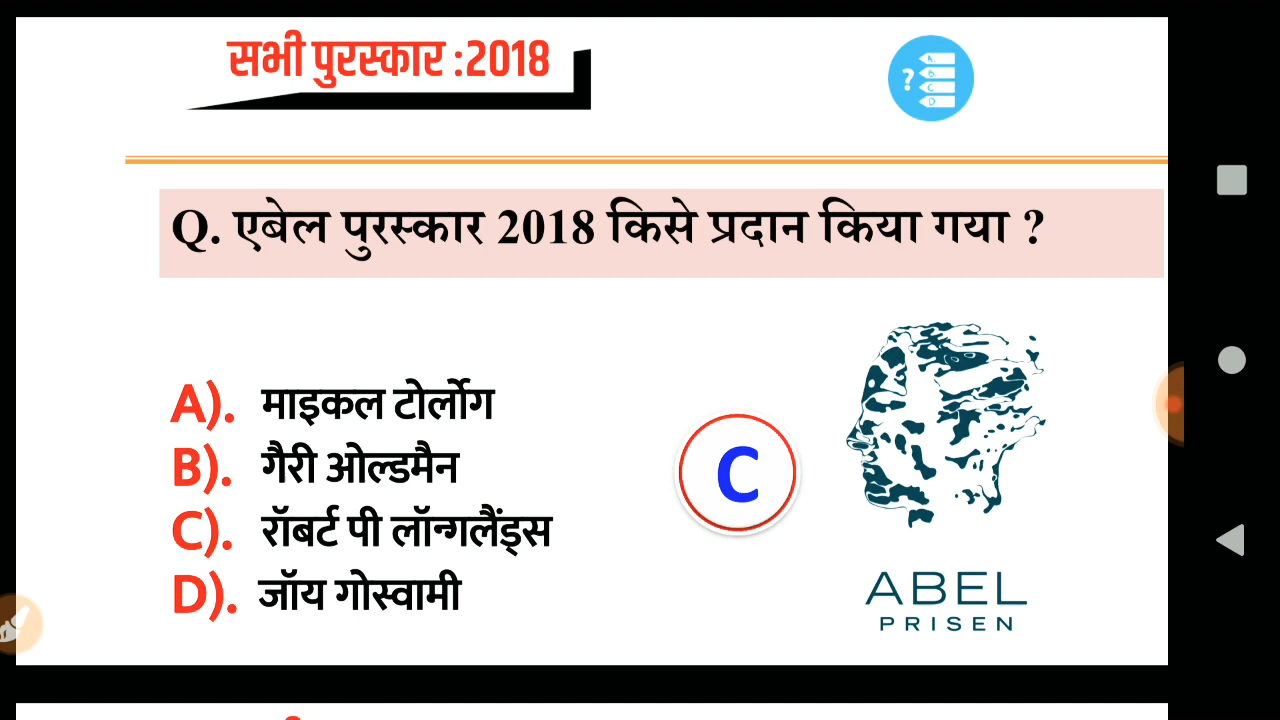 सभी पुरस्कार :2018
?
A.
B.
C
D
Q. एबेल पुरस्कार 2018 किसे प्रदान किया गया ?
A). माइकल टोर्लोग
B). गैरी ओल्डमैन
C). रॉबर्ट पी लॉन्गलैंड्स
D). जॉय गोस्वामी
C
ABEL
PRISEN